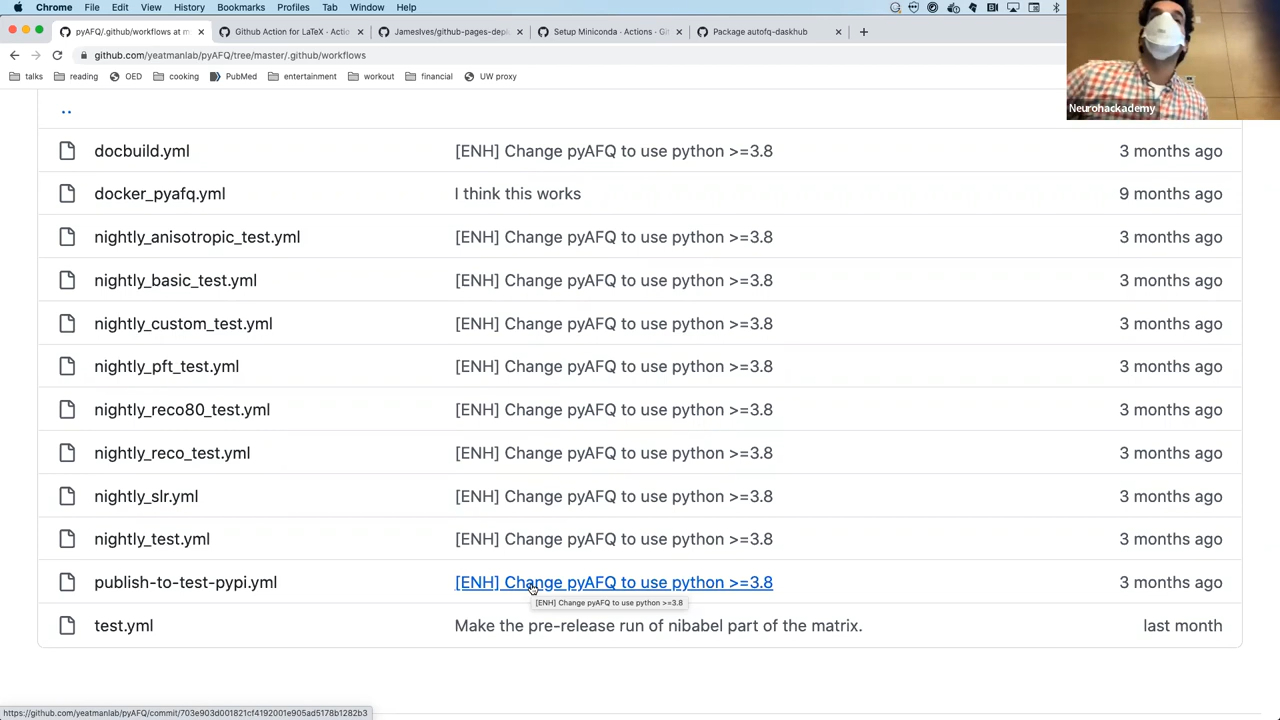 Chrome File Edit View History Bookmarks Profiles Tab Window Help
pyAFQ/.github/workflows at m
Github Action for LaTeX · Actio
JamesIves/github-pages-depl
Setup Miniconda · Actions · Git
Package autofq-daskhub
github.com/yeatmanlab/pyAFQ/tree/master/.github/workflows
talks reading OED cooking PubMed entertainment workout financial UW proxy
Neurohackademy
..
docbuild.yml [ENH] Change pyAFQ to use python >=3.8 3 months ago
docker_pyafq.yml I think this works 9 months ago
nightly_anisotropic_test.yml [ENH] Change pyAFQ to use python >=3.8 3 months ago
nightly_basic_test.yml [ENH] Change pyAFQ to use python >=3.8 3 months ago
nightly_custom_test.yml [ENH] Change pyAFQ to use python >=3.8 3 months ago
nightly_pft_test.yml [ENH] Change pyAFQ to use python >=3.8 3 months ago
nightly_reco80_test.yml [ENH] Change pyAFQ to use python >=3.8 3 months ago
nightly_reco_test.yml [ENH] Change pyAFQ to use python >=3.8 3 months ago
nightly_slr.yml [ENH] Change pyAFQ to use python >=3.8 3 months ago
nightly_test.yml [ENH] Change pyAFQ to use python >=3.8 3 months ago
publish-to-test-pypi.yml [ENH] Change pyAFQ to use python >=3.8 3 months ago
[ENH] Change pyAFQ to use python >=3.8
test.yml Make the pre-release run of nibabel part of the matrix. last month
https://github.com/yeatmanlab/pyAFQ/commit/703e903d001821cf4192001e905ad5178b1282b3